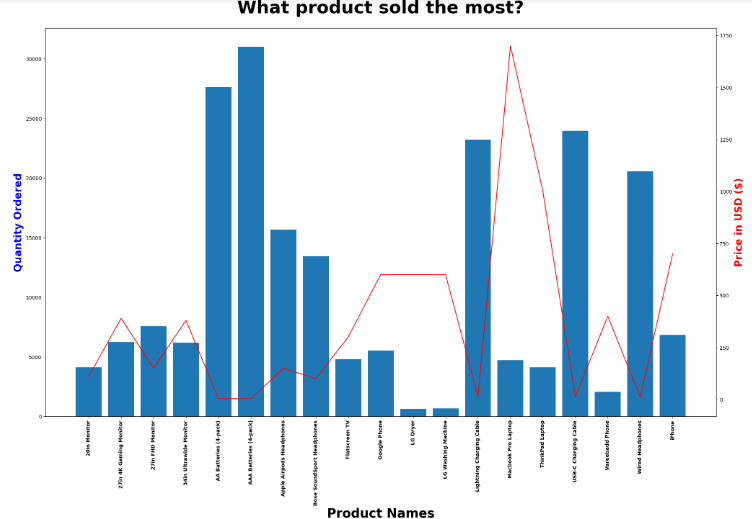 What product sold the most?
Quantity Ordered
30000
25000
20000
15000
10000
5000
0
1750
1500
1250
1000
750
500
250
0
Price in USD ($)
20in Monitor
27in 4K Gaming Monitor
27in FHD Monitor
34in Ultrawide Monitor
AA Batteries (4-pack)
AAA Batteries (4-pack)
Apple Airpods Headphones
Bose SoundSport Headphones
Flatscreen TV
Google Phone
LG Dryer
LG Washing Machine
Lightning Charging Cable
Macbook Pro Laptop
ThinkPad Laptop
USB-C Charging Cable
Vareebadd Phone
Wired Headphones
iPhone
Product Names